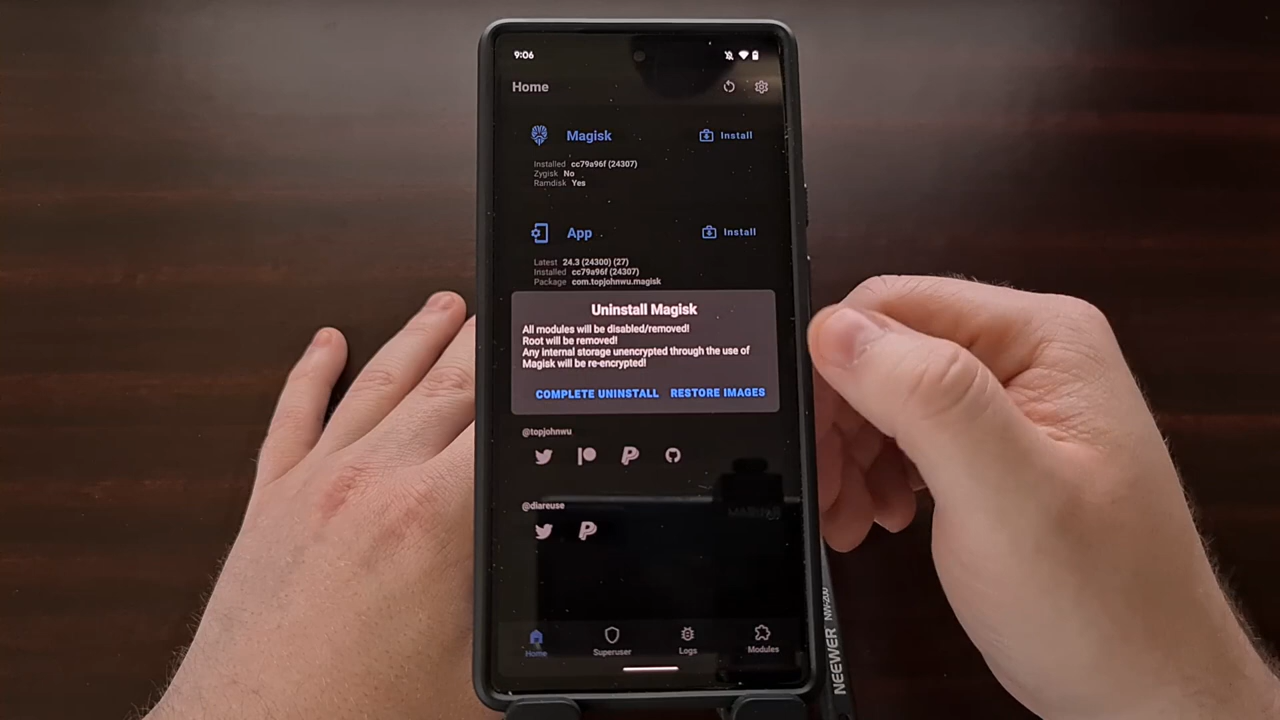 9:06
Home
Magisk
Install
Installed cc79a96f (24307)
Zygisk No
Ramdisk Yes
App
Install
Latest 24.3 (24300) (27)
Installed cc79a96f (24307)
Package com.topjohnwu.magisk
Uninstall Magisk
All modules will be disabled/removed!
Root will be removed!
Any internal storage unencrypted through the use of
Magisk will be re-encrypted!
COMPLETE UNINSTALL RESTORE IMAGES
@topjohnwu
@diareuse
Home Superuser Logs Modules
NEEWER NW-200